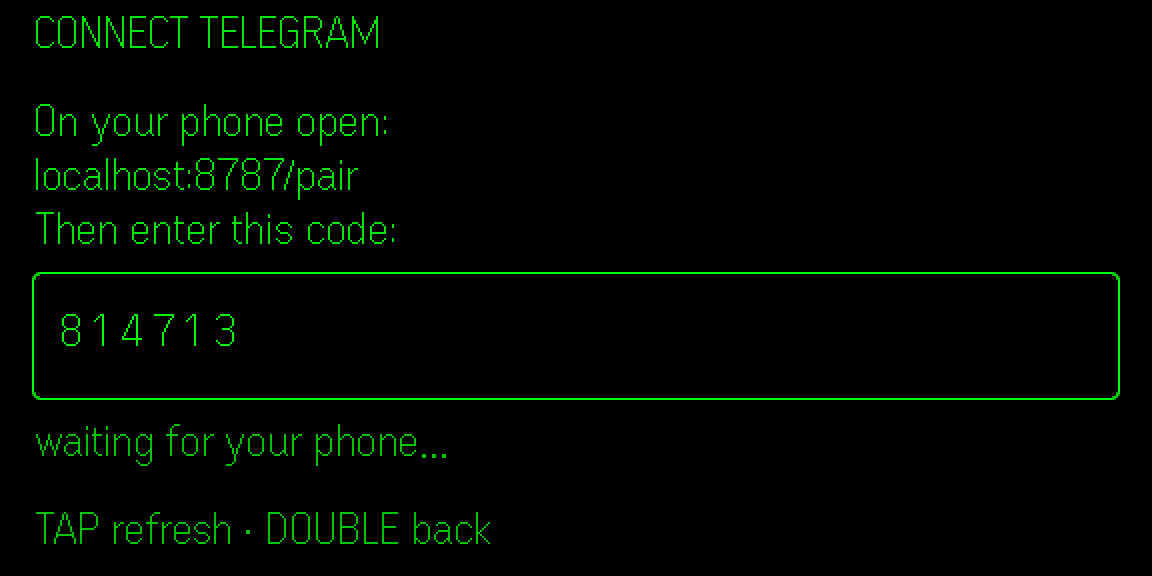 CONNECT TELEGRAM
On your phone open:
localhost:8787/pair
Then enter this code:
814713
waiting for your phone...
TAP refresh · DOUBLE back